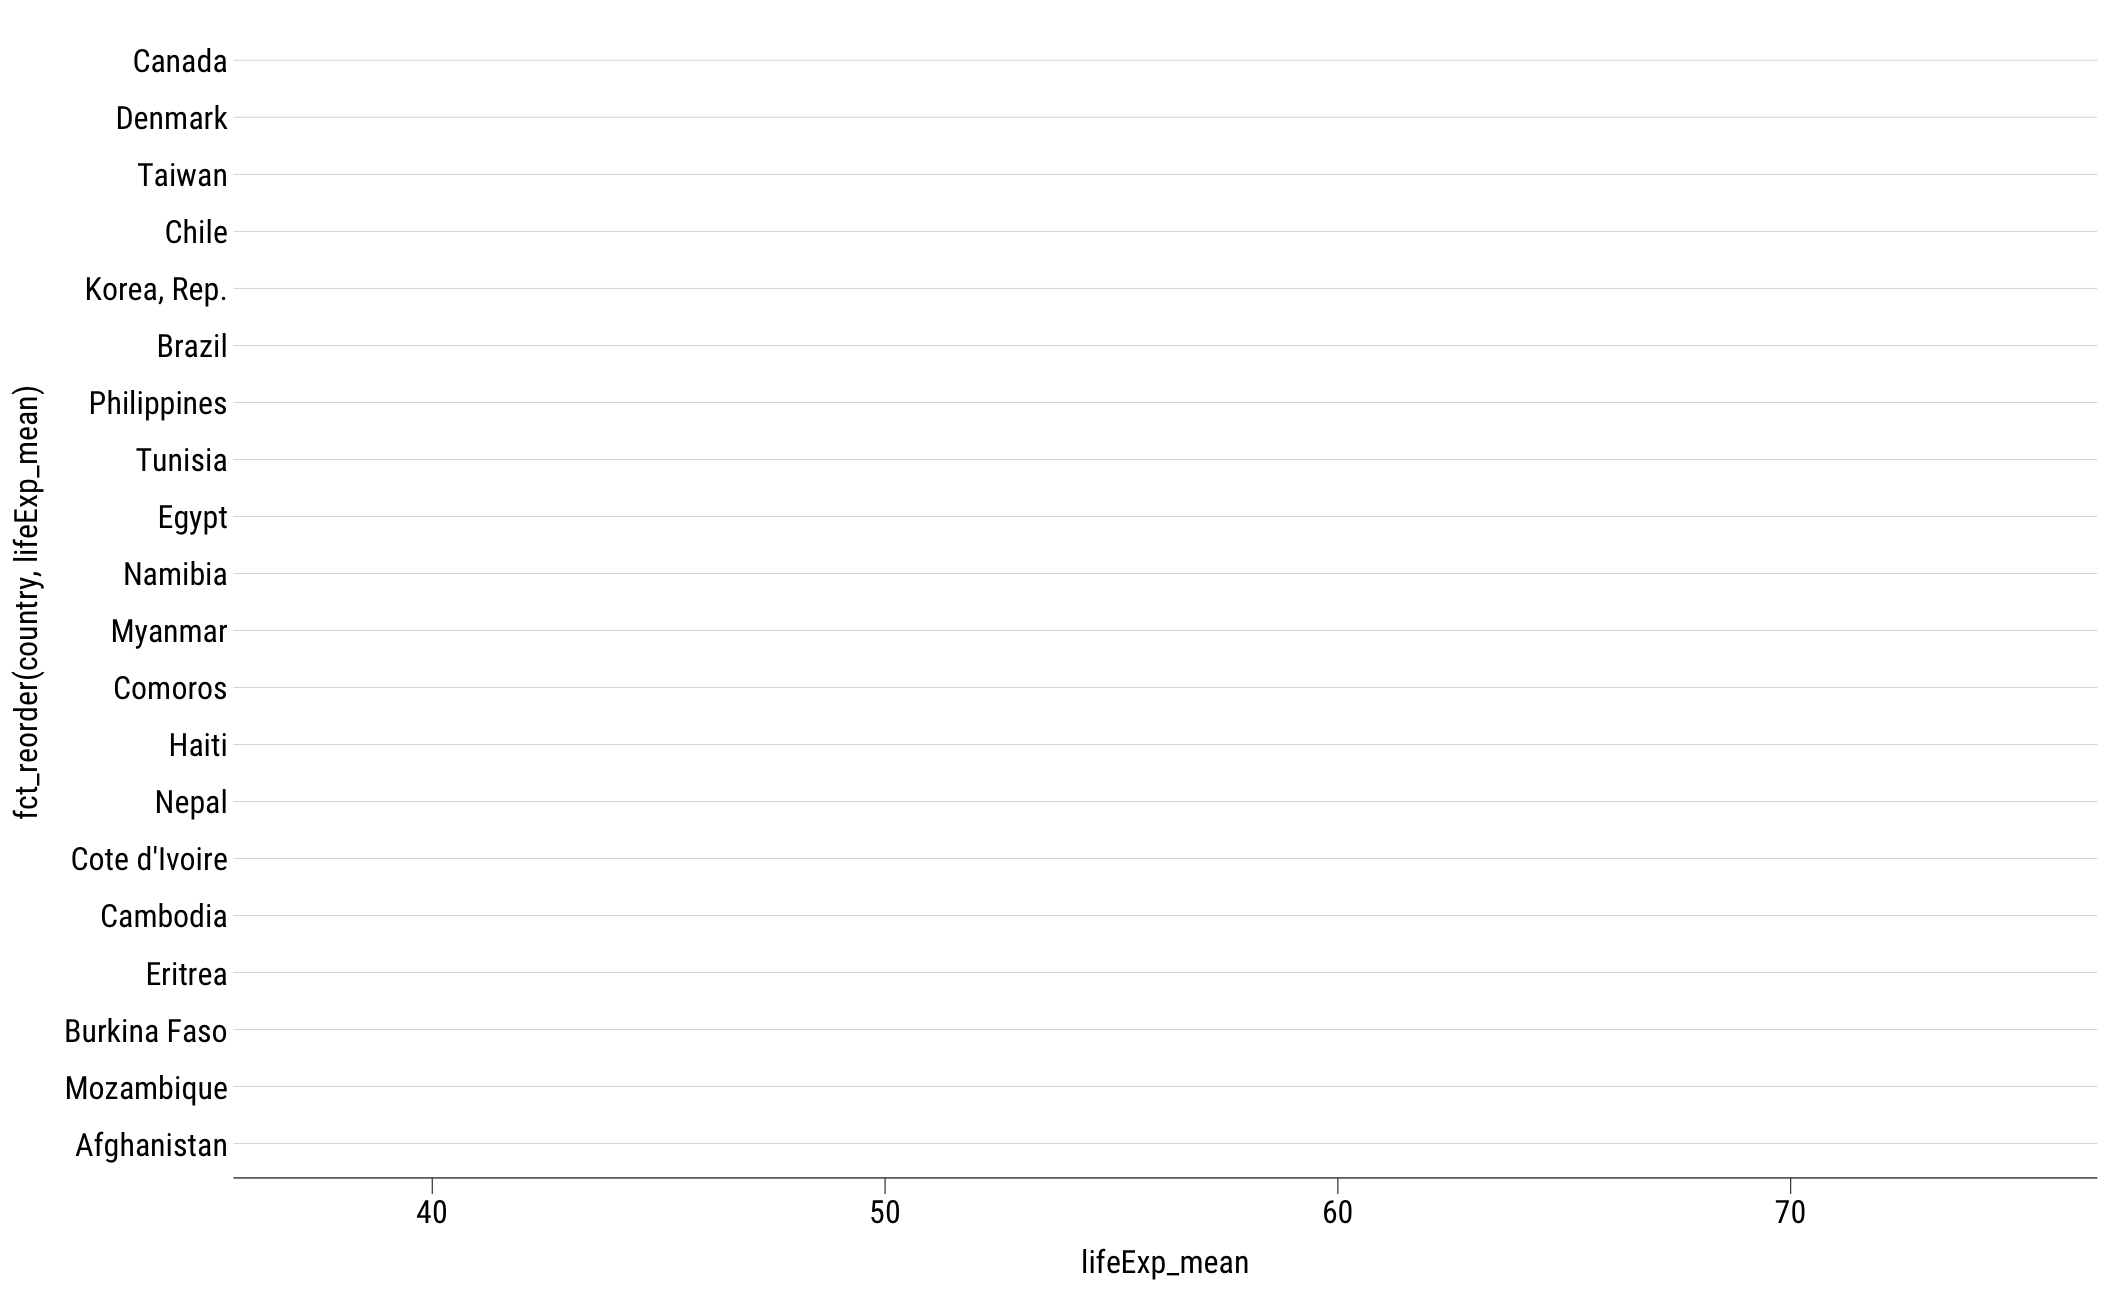 Canada
Denmark
Taiwan
Chile
Korea, Rep.
Brazil
Philippines
Tunisia
Egypt
Namibia
Myanmar
Comoros
Haiti
Nepal
Cote d'Ivoire
Cambodia
Eritrea
Burkina Faso
Mozambique
Afghanistan
fct_reorder(country, lifeExp_mean)
40 50 60 70
lifeExp_mean